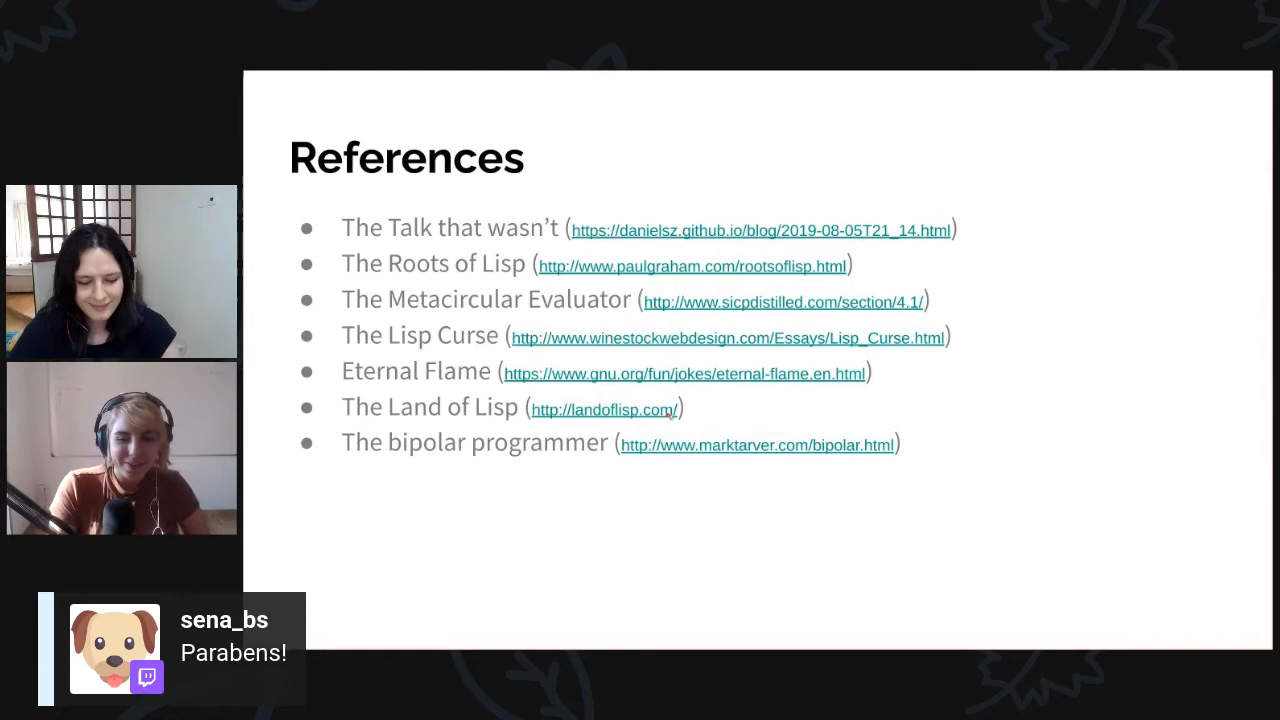 References
● The Talk that wasn’t (https://danielsz.github.io/blog/2019-08-05T21_14.html)
● The Roots of Lisp (http://www.paulgraham.com/rootsoflisp.html)
● The Metacircular Evaluator (http://www.sicpdistilled.com/section/4.1/)
● The Lisp Curse (http://www.winestockwebdesign.com/Essays/Lisp_Curse.html)
● Eternal Flame (https://www.gnu.org/fun/jokes/eternal-flame.en.html)
● The Land of Lisp (http://landoflisp.com/)
● The bipolar programmer (http://www.marktarver.com/bipolar.html)
sena_bs
Parabens!